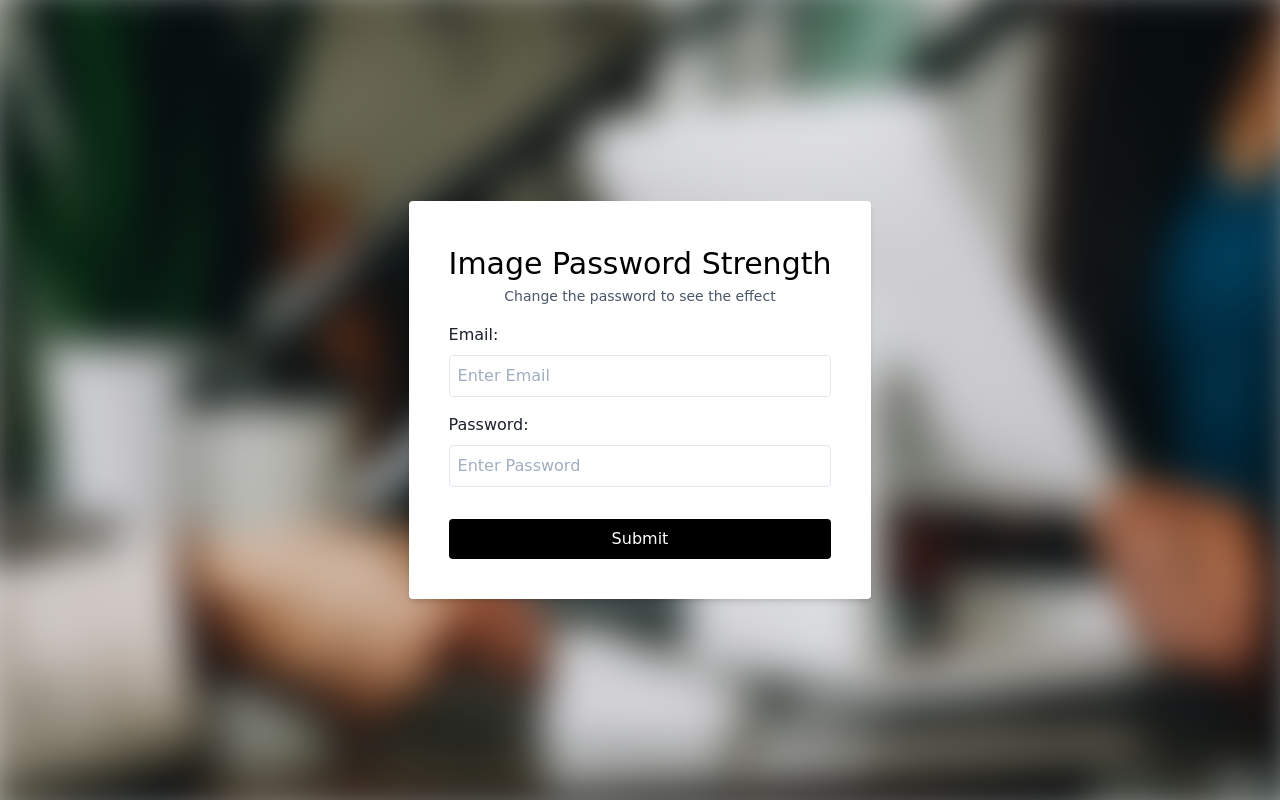 Image Password Strength
Change the password to see the effect
Email:
Enter Email
Password:
Enter Password
Submit